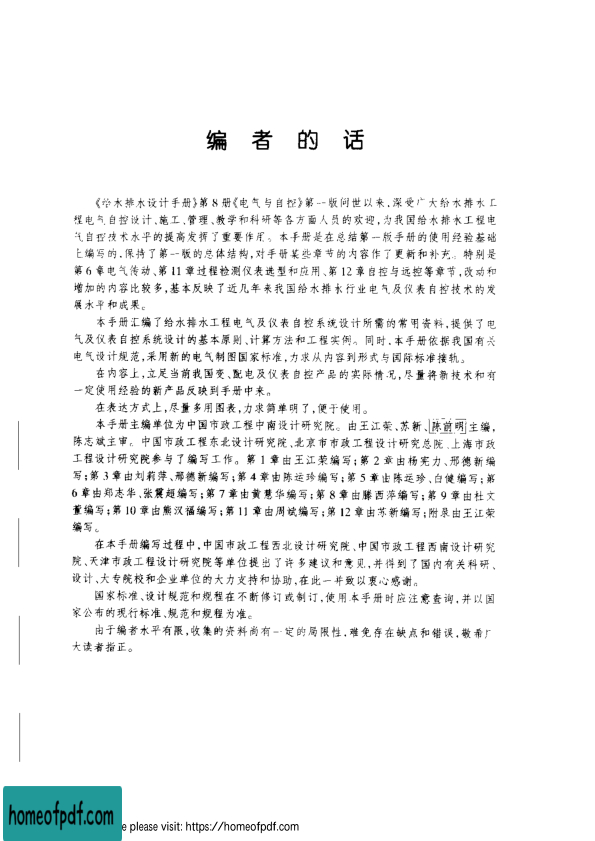 编者的话
《给水排水设计手册》第8册《电气与自控》第一版问世以来,深受广大给水排水工
程电气自控设计、施工、管理、教学和科研等各方面人员的欢迎,为我国给水排水工程电
气自控技术水平的提高发挥了重要作用。本手册是在总结第一版手册的使用经验基础
上编写的,保持了第一版的总体结构,对手册某些章节的内容作了更新和补充。特别是
第6章电气传动、第11章过程检测仪表选型和应用、第12章自控与远控等章节,改动和
增加的内容比较多,基本反映了近几年来我国给水排水行业电气及仪表自控技术的发
展水平和成果。
本手册汇编了给水排水工程电气及仪表自控系统设计所需的常用资料,提供了电
气及仪表自控系统设计的基本原则、计算方法和工程实例。同时、本手册依据我国有关
电气设计规范,采用新的电气制图国家标准,力求从内容到形式与国际标准接轨。
在内容上,立足当前我国变、配电及仪表自控产品的实际情况,尽量将新技术和有
一定使用经验的新产品反映到手册中来。
在表达方式上,尽量多用图表,力求简单明了,便于使用。
本手册主编单位为中国市政工程中南设计研究院。由王江荣、苏新、陈前明主编,
陈志斌主审。中国市政工程东北设计研究院、北京市市政工程设计研究总院、上海市政
工程设计研究院参与了编写工作。第1章由王江荣编写;第2章由杨宪力、邢德新编
写;第3章由刘莉萍、邢德新编写;第4章由陈运珍编写;第5章由陈运珍、白健编写;第
6章由郑志华、张震超编写;第7章由黄慧华编写;第8章由滕西萍编写;第9章由杜文
萱编写;第10章由熊汉福编写;第11章由周斌编写;第12章由苏新编写;附录由王江荣
编写。
在本手册编写过程中,中国市政工程西北设计研究院、中国市政工程西南设计研究
院、天津市政工程设计研究院等单位提出了许多建议和意见,并得到了国内有关科研、
设计、大专院校和企业单位的大力支持和协助,在此一并致以衷心感谢。
国家标准、设计规范和规程在不断修订或制订,使用本手册时应注意查询,并以国
家公布的现行标准、规范和规程为准。
由于编者水平有限,收集的资料尚有一定的局限性,难免存在缺点和错误,敬希广
大读者指正。
homeofpdf.com
e please visit: https://homeofpdf.com